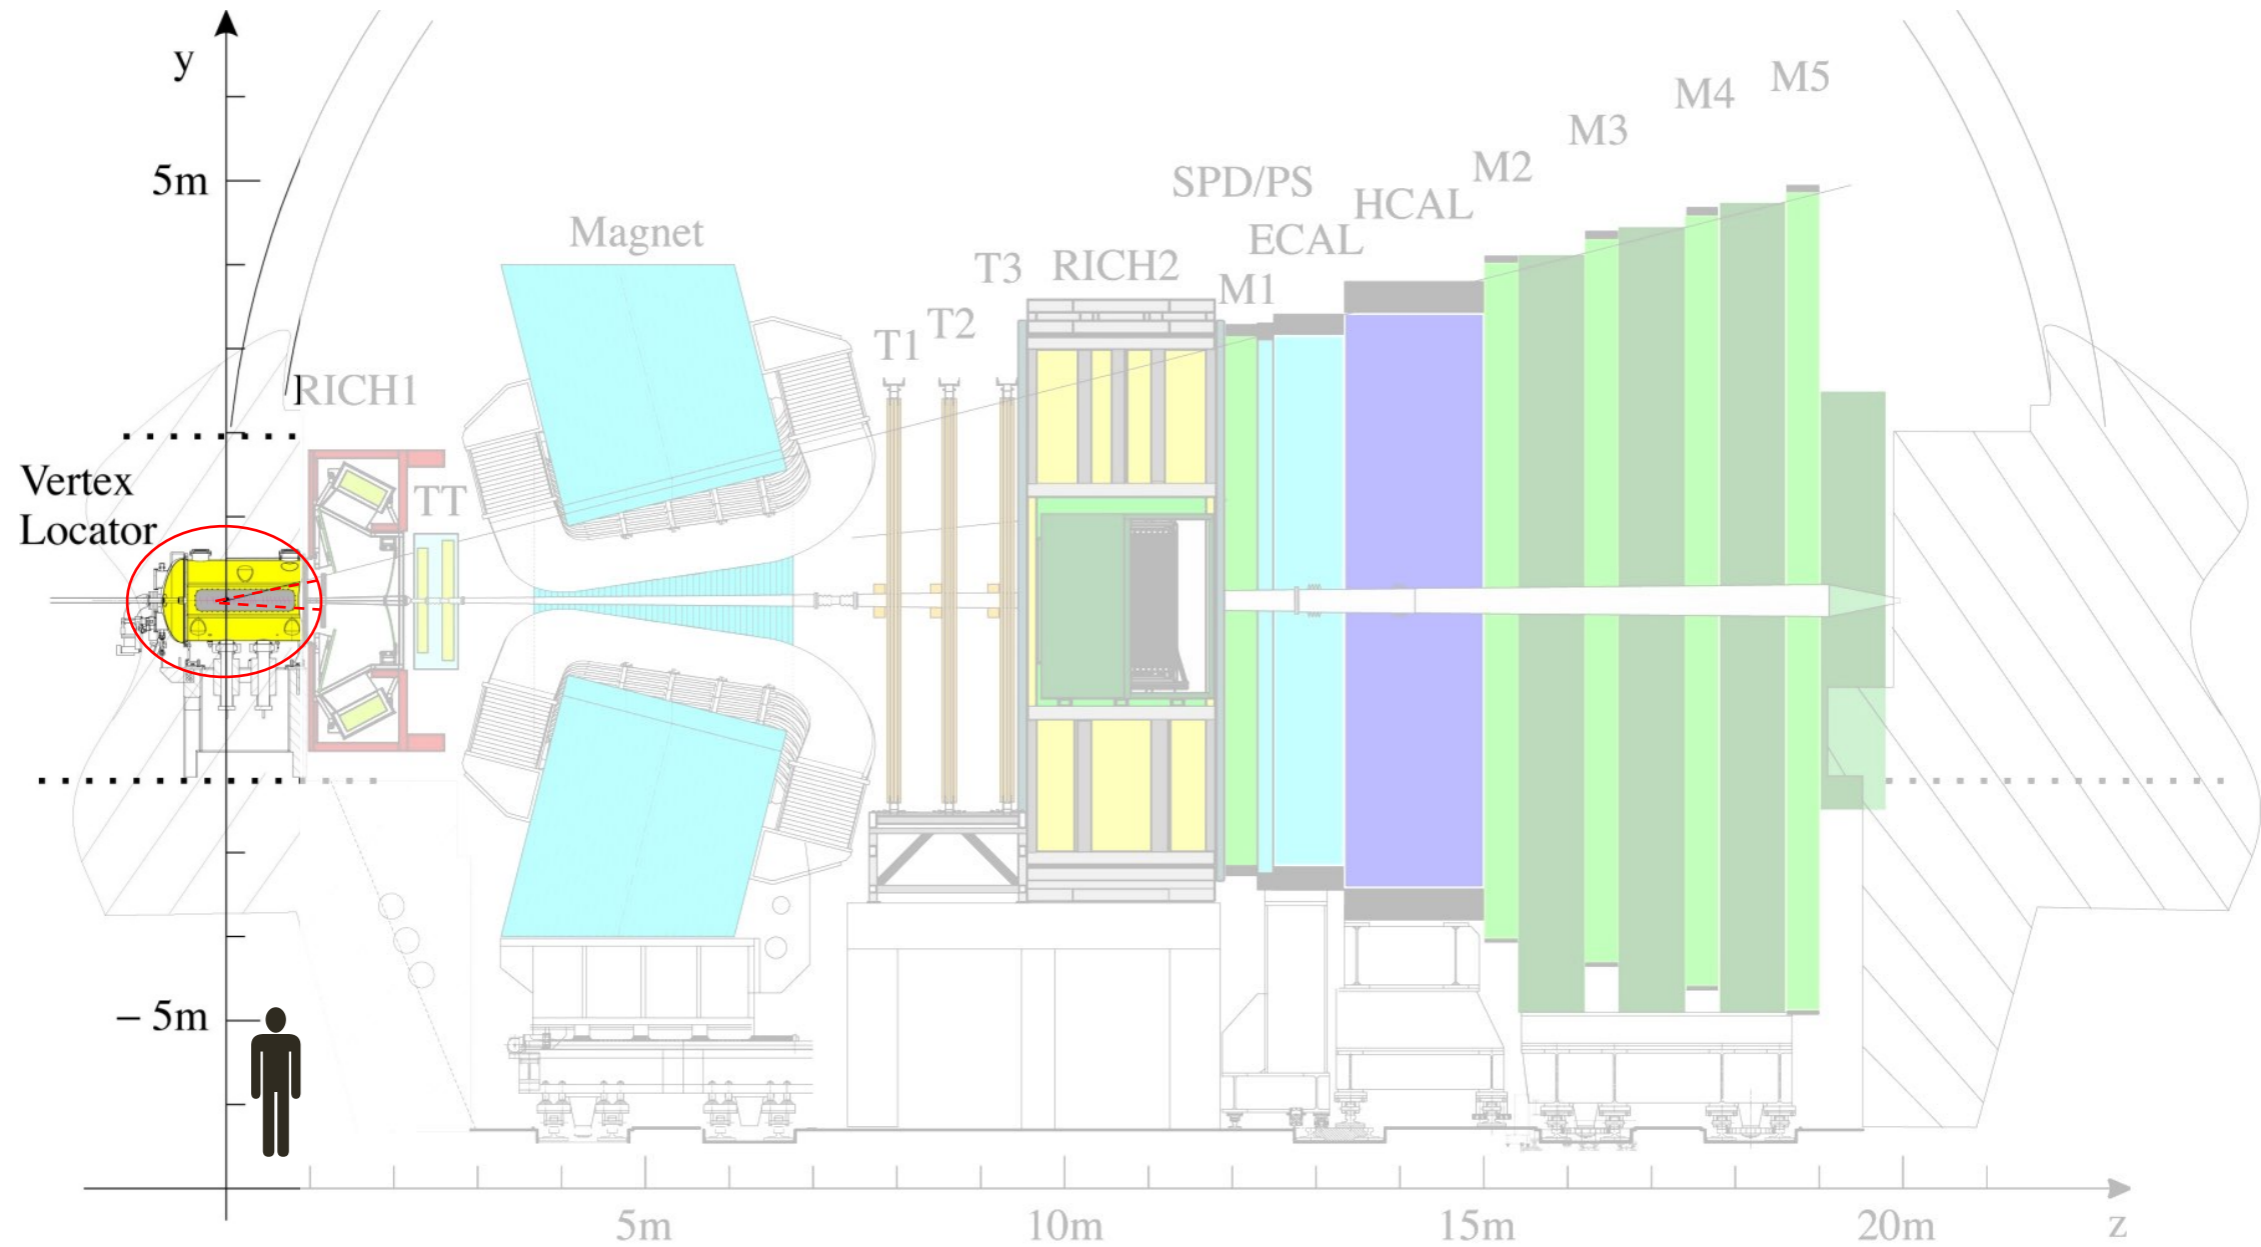 y
5m
Vertex
Locator
RICH1
TT
Magnet
T1
T2
T3
RICH2
M1
SPD/PS
ECAL
HCAL
M2
M3
M4
M5
– 5m
5m
10m
15m
20m
z